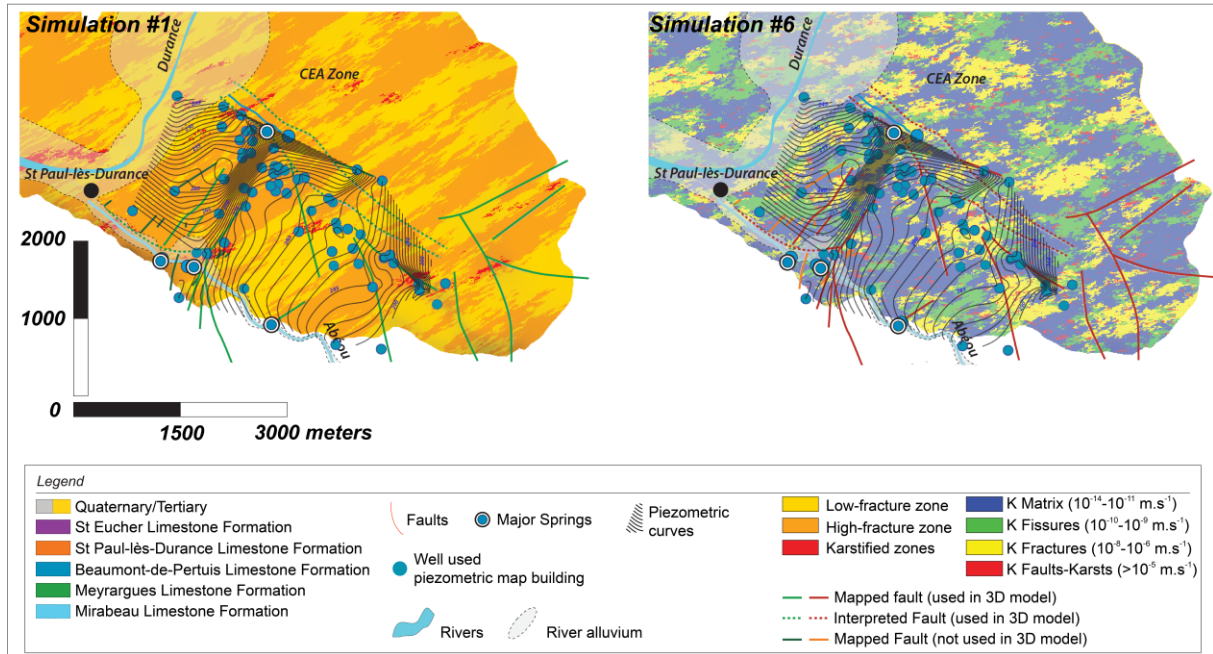 Simulation #1
Durance
CEA Zone
St Paul-lès-Durance
Abéou
2000
1000
0
1500
3000 meters
Simulation #6
Durance
CEA Zone
St Paul-lès-Durance
Abéou
Legend
Quaternary/Tertiary
St Eucher Limestone Formation
St Paul-lès-Durance Limestone Formation
Beaumont-de-Pertuis Limestone Formation
Meyrargues Limestone Formation
Mirabeau Limestone Formation
Faults
Major Springs
Piezometric
curves
Well used
piezometric map building
Rivers
River alluvium
Low-fracture zone
High-fracture zone
Karstified zones
K Matrix (10⁻¹⁴-10⁻¹¹ m.s⁻¹)
K Fissures (10⁻¹⁰-10⁻⁹ m.s⁻¹)
K Fractures (10⁻⁸-10⁻⁶ m.s⁻¹)
K Faults-Karsts (>10⁻⁵ m.s⁻¹)
Mapped fault (used in 3D model)
Interpreted Fault (used in 3D model)
Mapped Fault (not used in 3D model)